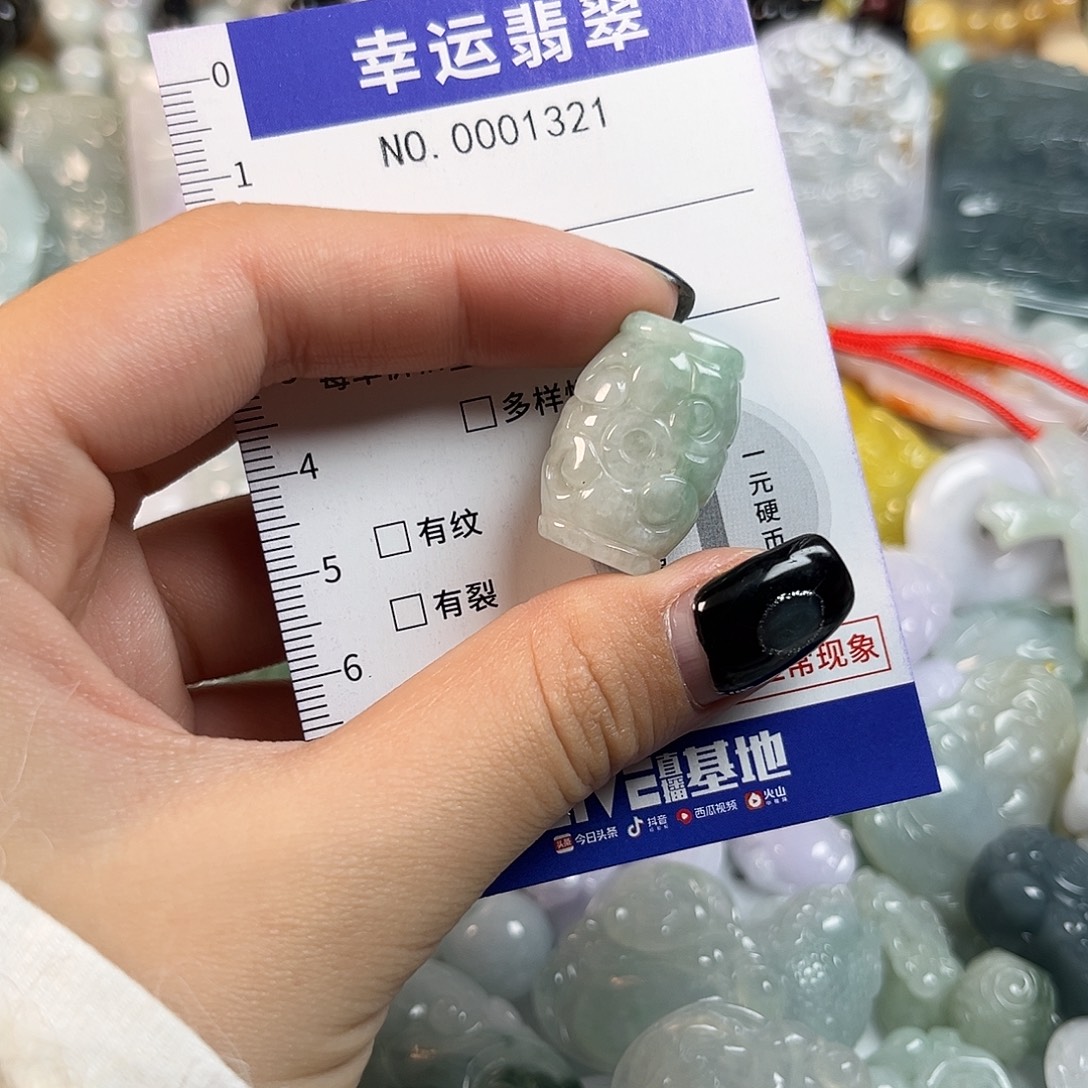 幸运翡翠
NO. 0001321
0
1
多样
4
一元硬币
有纹
5
有裂
6
常现象
直播基地
今日头条 抖音 西瓜视频 火山